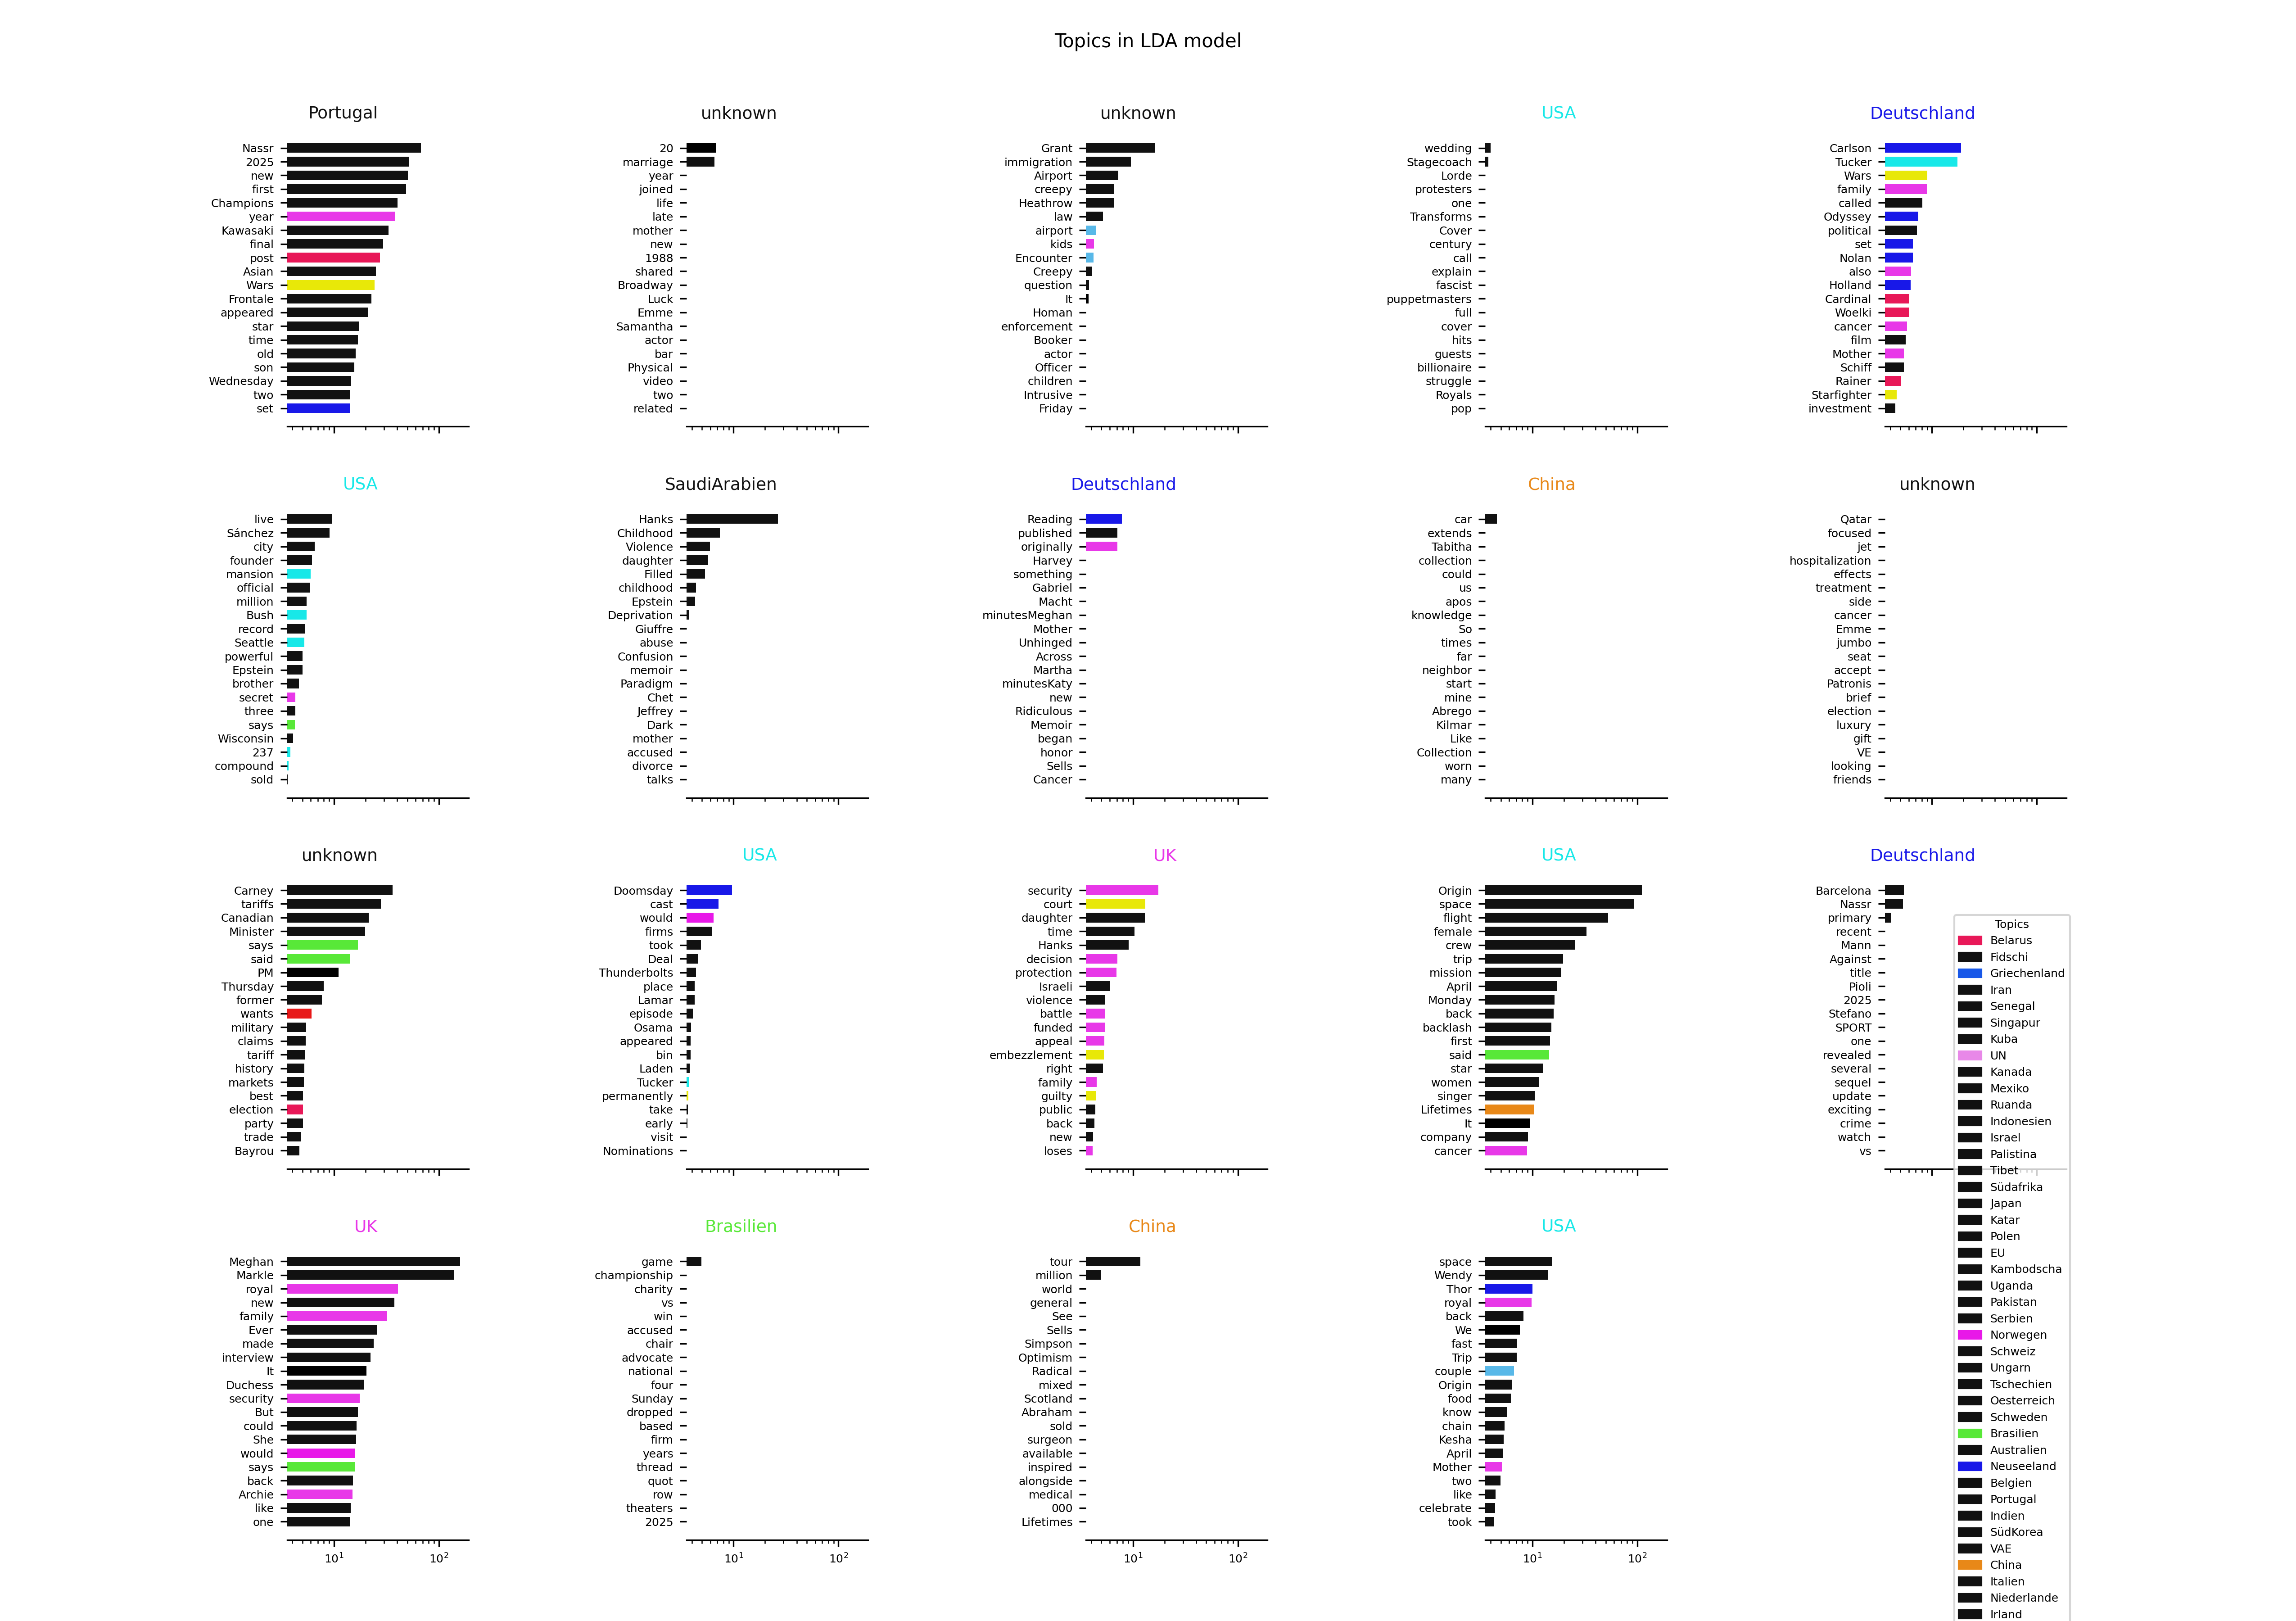 Topics in LDA model
Portugal
Nassr
2025
new
first
Champions
year
Kawasaki
final
post
Asian
Wars
Frontale
appeared
star
time
old
son
Wednesday
two
set
unknown
20
marriage
year
joined
life
late
mother
new
1988
shared
Broadway
Luck
Emme
Samantha
actor
bar
Physical
video
two
related
unknown
Grant
immigration
Airport
creepy
Heathrow
law
airport
kids
Encounter
Creepy
question
It
Homan
enforcement
Booker
actor
Officer
children
Intrusive
Friday
USA
wedding
Stagecoach
Lorde
protesters
one
Transforms
Cover
century
call
explain
fascist
puppetmasters
full
cover
hits
guests
billionaire
struggle
Royals
pop
Deutschland
Carlson
Tucker
Wars
family
called
Odyssey
political
set
Nolan
also
Holland
Cardinal
Woelki
cancer
film
Mother
Schiff
Rainer
Starfighter
investment
USA
live
Sánchez
city
founder
mansion
official
million
Bush
record
Seattle
powerful
Epstein
brother
secret
three
says
Wisconsin
237
compound
sold
SaudiArabien
Hanks
Childhood
Violence
daughter
Filled
childhood
Epstein
Deprivation
Giuffre
abuse
Confusion
memoir
Paradigm
Chet
Jeffrey
Dark
mother
accused
divorce
talks
Deutschland
Reading
published
originally
Harvey
something
Gabriel
Macht
minutesMeghan
Mother
Unhinged
Across
Martha
minutesKaty
new
Ridiculous
Memoir
began
honor
Sells
Cancer
China
car
extends
Tabitha
collection
could
us
apos
knowledge
So
times
far
neighbor
start
mine
Abrego
Kilmar
Like
Collection
worn
many
unknown
Qatar
focused
jet
hospitalization
effects
treatment
side
cancer
Emme
jumbo
seat
accept
Patronis
brief
election
luxury
gift
VE
looking
friends
unknown
Carney
tariffs
Canadian
Minister
says
said
PM
Thursday
former
wants
military
claims
tariff
history
markets
best
election
party
trade
Bayrou
USA
Doomsday
cast
would
firms
took
Deal
Thunderbolts
place
Lamar
episode
Osama
appeared
bin
Laden
Tucker
permanently
take
early
visit
Nominations
UK
security
court
daughter
time
Hanks
decision
protection
Israeli
violence
battle
funded
appeal
embezzlement
right
family
guilty
public
back
new
loses
USA
Origin
space
flight
female
crew
trip
mission
April
Monday
back
backlash
first
said
star
women
singer
Lifetimes
It
company
cancer
Deutschland
Barcelona
Nassr
primary
recent
Mann
Against
title
Pioli
2025
Stefano
SPORT
one
revealed
several
sequel
update
exciting
crime
watch
vs
UK
Meghan
Markle
royal
new
family
Ever
made
interview
It
Duchess
security
But
could
She
would
says
back
Archie
like
one
10^1 10^2
Brasilien
game
championship
charity
vs
win
accused
chair
advocate
national
four
Sunday
dropped
based
firm
years
thread
quot
row
theaters
2025
10^1 10^2
China
tour
million
world
general
See
Sells
Simpson
Optimism
Radical
mixed
Scotland
Abraham
sold
surgeon
available
inspired
alongside
medical
000
Lifetimes
10^1 10^2
USA
space
Wendy
Thor
royal
back
We
fast
Trip
couple
Origin
food
know
chain
Kesha
April
Mother
two
like
celebrate
took
10^1 10^2
Topics
Belarus
Fidschi
Griechenland
Iran
Senegal
Singapur
Kuba
UN
Kanada
Mexiko
Ruanda
Indonesien
Israel
Palistina
Tibet
Südafrika
Japan
Katar
Polen
EU
Kambodscha
Uganda
Pakistan
Serbien
Norwegen
Schweiz
Ungarn
Tschechien
Oesterreich
Schweden
Brasilien
Australien
Neuseeland
Belgien
Portugal
Indien
SüdKorea
VAE
China
Italien
Niederlande
Irland